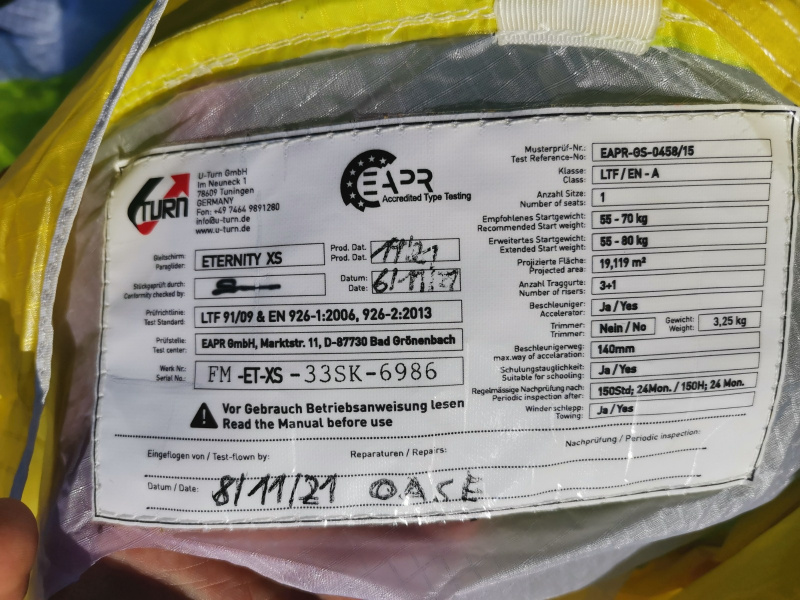 U-Turn GmbH
Im Neuneck 1
78609 Tuningen
GERMANY
Fon: +49 7464 9891280
info@u-turn.de
www.u-turn.de
TURN
EAPR
Accredited Type Testing
Gleitschirm: ETERNITY XS
Paraglider:
Prod. Dat. 11/21
Prod. Dat.
Stückgeprüft durch:
Conformity checked by:
Datum: 6/11/21
Date:
Prüfrichtlinie: LTF 91/09 & EN 926-1:2006, 926-2:2013
Test Standard:
Prüfstelle: EAPR GmbH, Marktstr. 11, D-87730 Bad Grönenbach
Test center:
Werk Nr.: FM -ET-XS -33SK-6986
Serial No.:
Vor Gebrauch Betriebsanweisung lesen
Read the Manual before use
Musterprüf-Nr.: EAPR-GS-0458/15
Test Reference-No:
Klasse: LTF / EN - A
Class:
Anzahl Sitze: 1
Number of seats:
Empfohlenes Startgewicht: 55 - 70 kg
Recommended Start weight:
Erweitertes Startgewicht: 55 - 80 kg
Extended Start weight:
Projizierte Fläche: 19,119 m²
Projected area:
Anzahl Traggurte: 3+1
Number of risers:
Beschleuniger: Ja / Yes
Accelerator:
Trimmer: Nein / No
Trimmer:
Gewicht: 3,25 kg
Weight:
Beschleunigerweg: 140mm
max.way of accelaration:
Schulungstauglichkeit: Ja / Yes
Suitable for schooling:
Regelmässige Nachprüfung nach: 150Std; 24Mon. / 150H; 24 Mon.
Periodic inspection after:
Windenschlepp: Ja / Yes
Towing:
Eingeflogen von / Test-flown by:
Reparaturen / Repairs:
Nachprüfung / Periodic inspection:
Datum / Date: 8/11/21 OASE